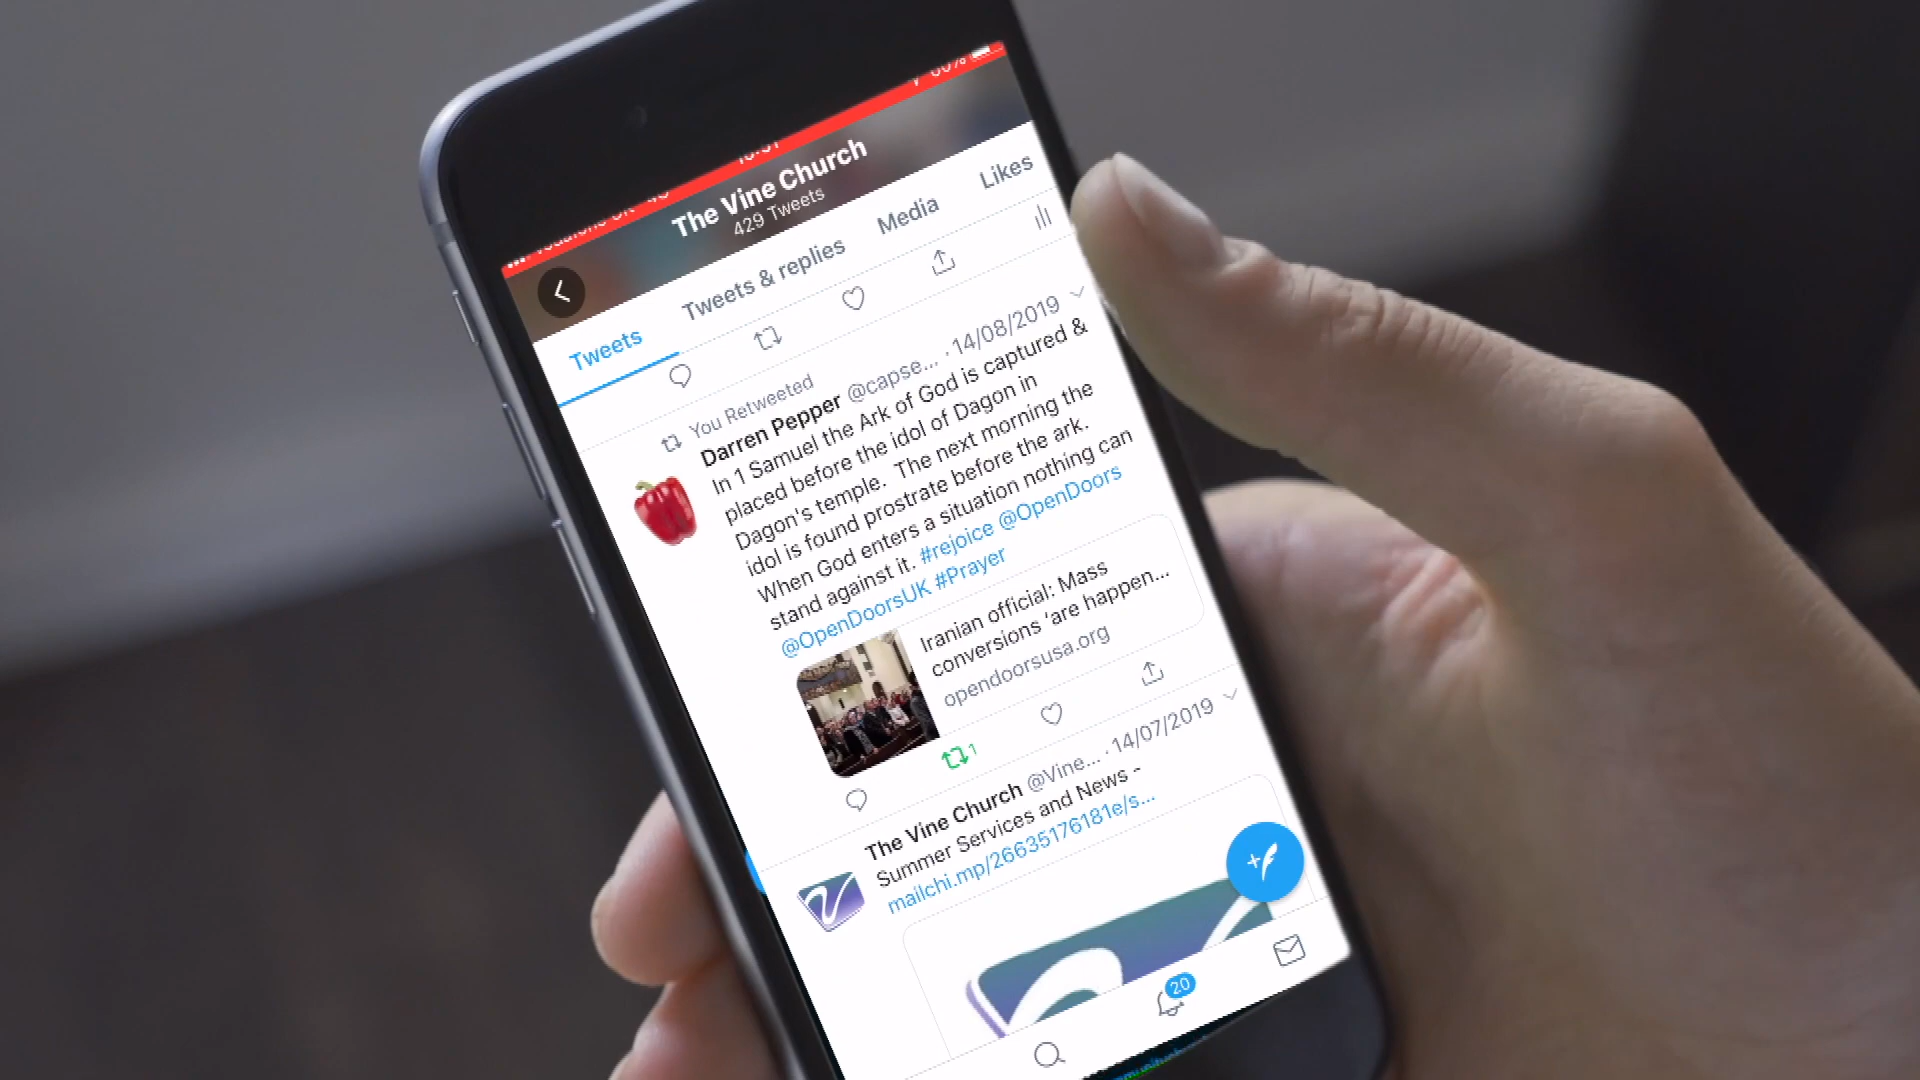 The Vine Church
429 Tweets
Tweets
Tweets & replies
Media
Likes
You Retweeted
Darren Pepper @capse... · 14/08/2019
In 1 Samuel the Ark of God is captured &
placed before the idol of Dagon in
Dagon's temple. The next morning the
idol is found prostrate before the ark.
When God enters a situation nothing can
stand against it. #rejoice @OpenDoors
@OpenDoorsUK #Prayer
Iranian official: Mass
conversions ‘are happen...
opendoorsusa.org
1
The Vine Church @Vine... · 14/07/2019
Summer Services and News -
mailchi.mp/26635176181e/s...
20